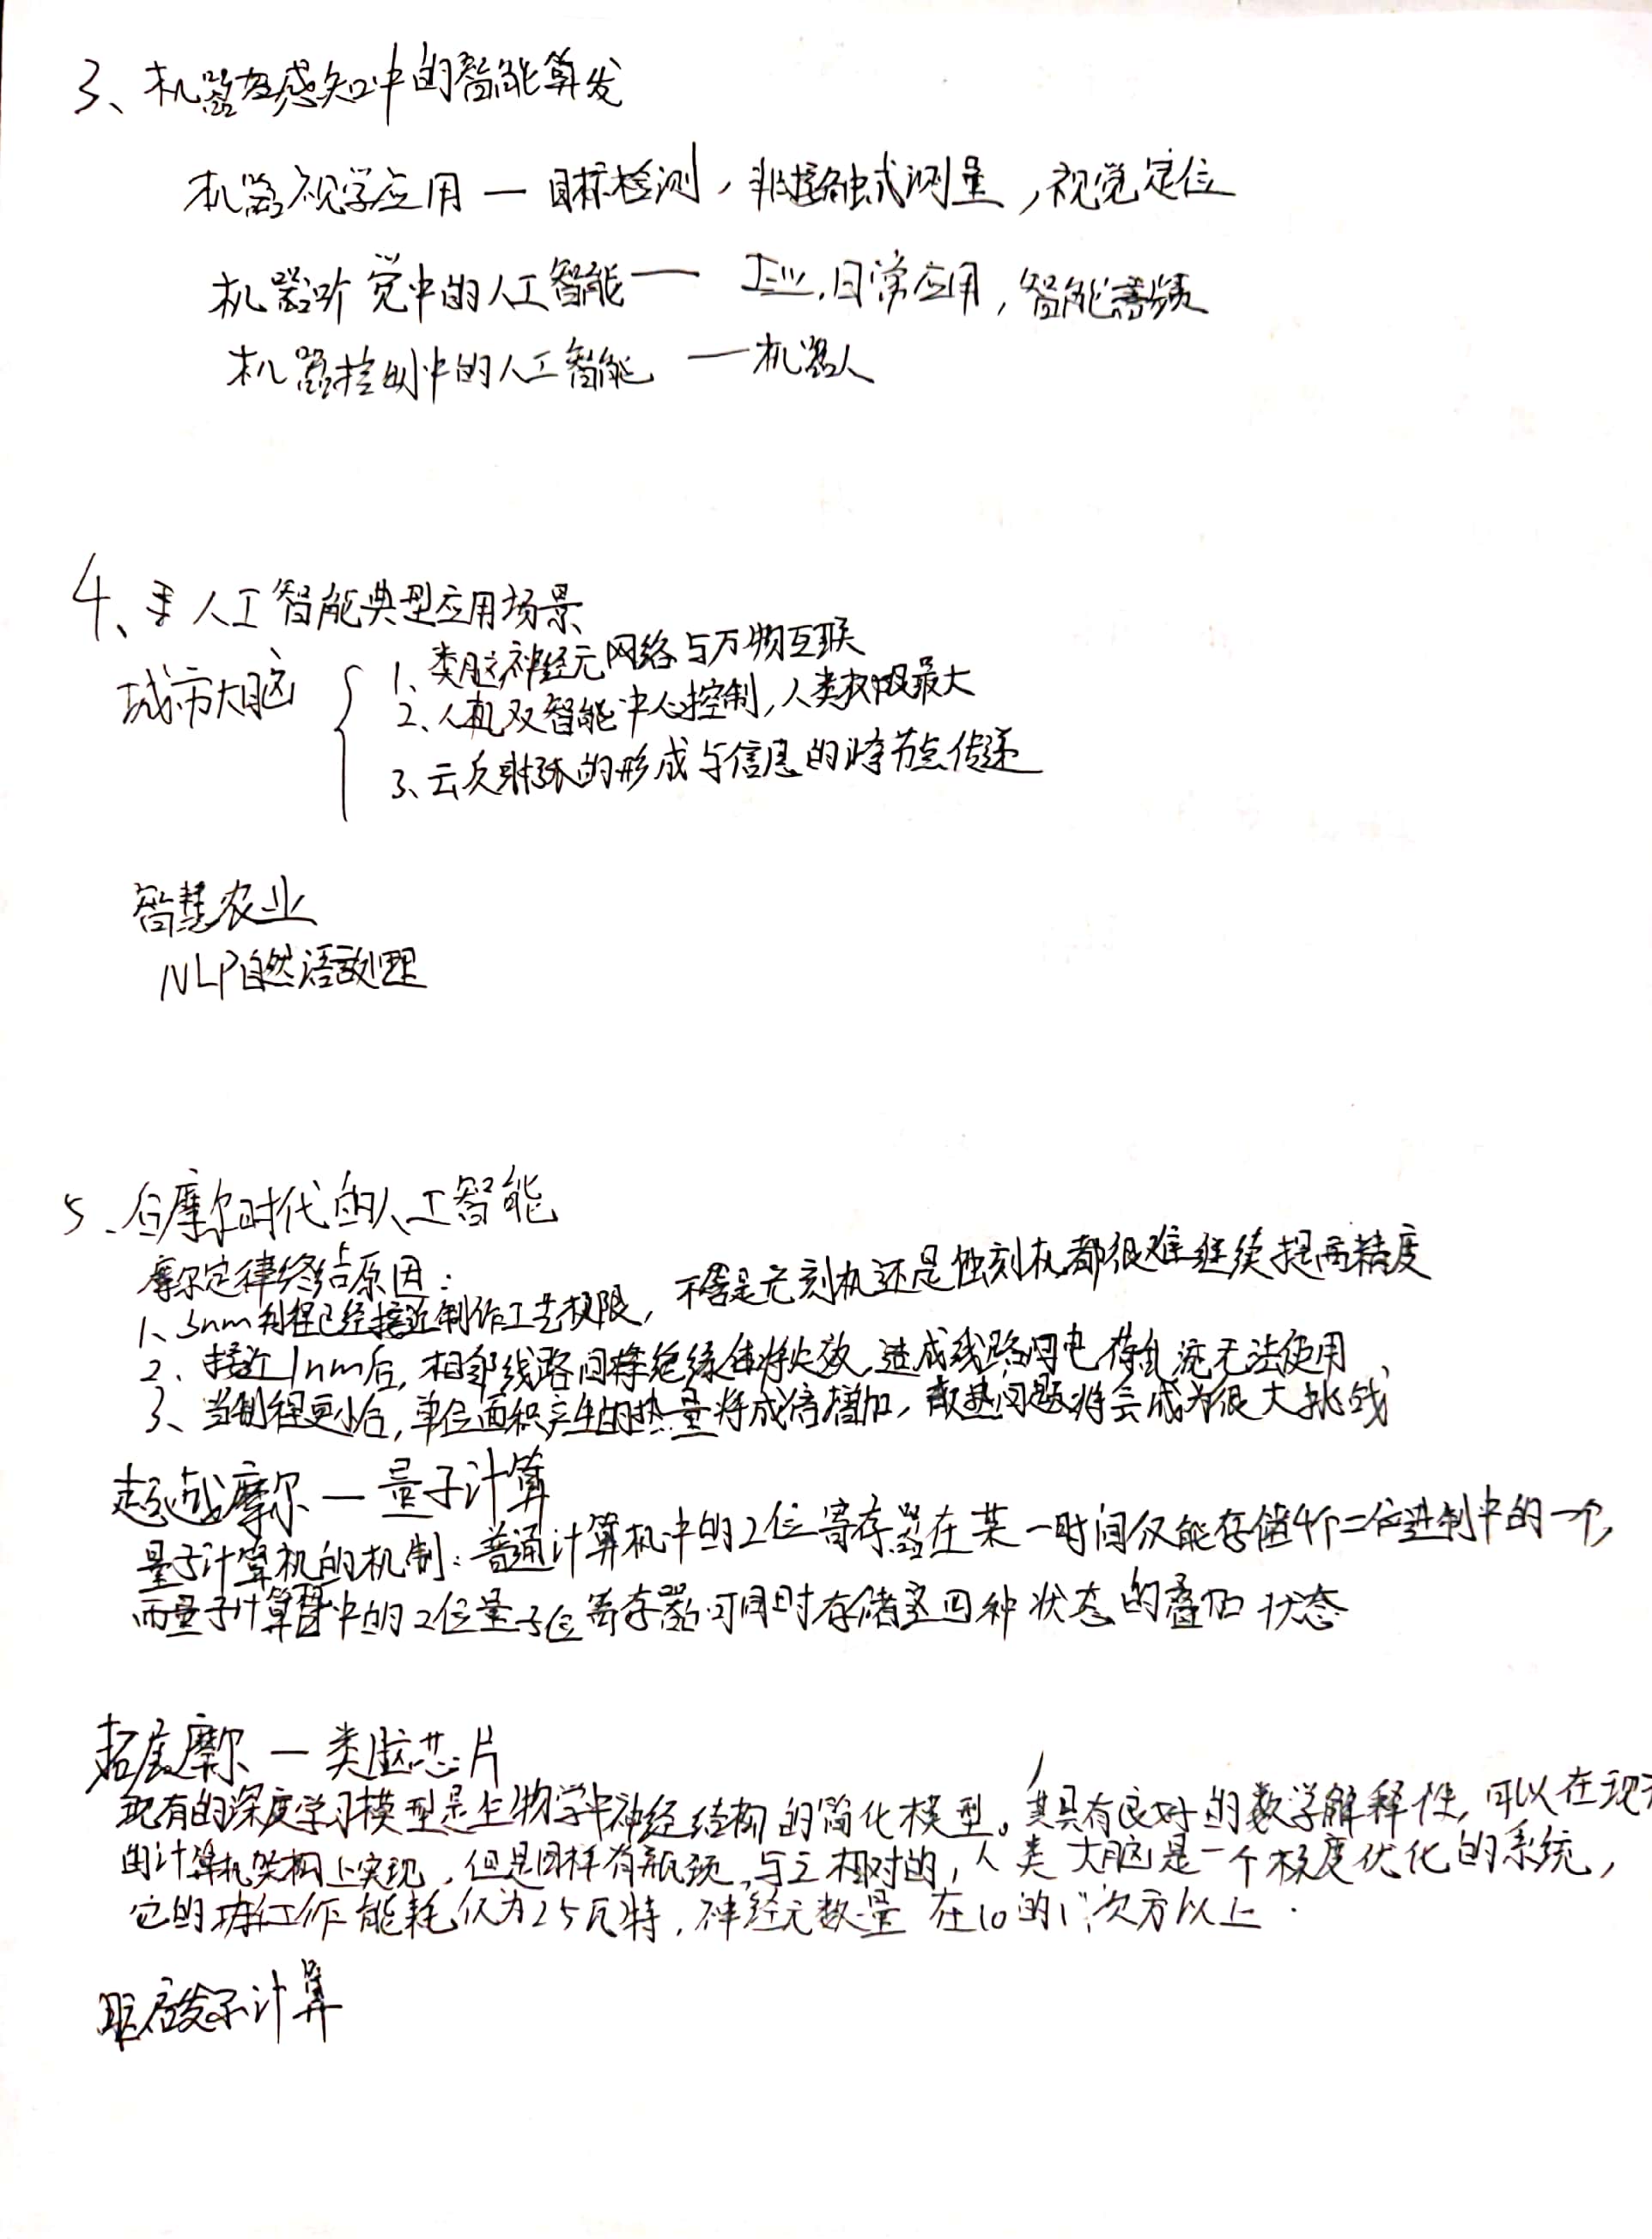 3、机器感知中的智能算发
机器视学应用 — 目标检测，非接触式测量，视觉定位
机器听觉中的人工智能 — 工业，日常应用，智能音频
机器控制中的人工智能 — 机器人
4、人工智能典型应用场景
城市大脑
1、类脑神经元网络与万物互联
2、人机双智能中心控制，人类权限最大
3、云反射弧的形成与信息的跨节点传递
智慧农业
NLP自然语言处理
5、后摩尔时代的人工智能
摩尔定律终结原因：
1、5nm制程已经接近制作工艺极限，不管是光刻机还是蚀刻机，都很难继续提高精度
2、接近1nm后，相邻线路间绝缘体将失效，造成线路间电荷乱流无法使用
3、当制程更小后，单位面积产生的热量将成倍增加，散热问题将会成为很大挑战
超越摩尔 — 量子计算
量子计算机的机制：普通计算机中的2位寄存器在某一时间仅能存储4个二位进制中的一个，
而量子计算中的2位量子位寄存器可同时存储这四种状态的叠加状态
拓展摩尔 — 类脑芯片
现有的深度学习模型是生物学中神经结构的简化模型。其具有良好的数学解释性，可以在现
的计算机架构上实现，但是同样有瓶颈，与之相对的，人类大脑是一个极度优化的系统，
它的工作能耗仅为25瓦特，神经元数量在10的次方以上．
计算